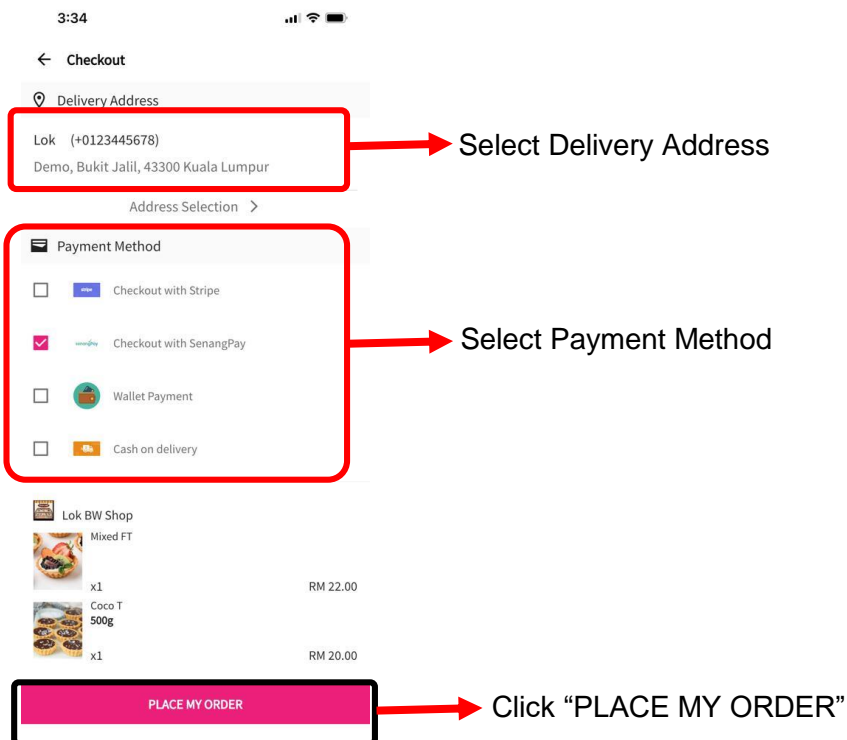 3:34
Checkout
Delivery Address
Lok (+0123445678)
Demo, Bukit Jalil, 43300 Kuala Lumpur
Select Delivery Address
Address Selection >
Payment Method
stripe Checkout with Stripe
Checkout with SenangPay
Select Payment Method
Wallet Payment
Cash on delivery
Lok BW Shop
Mixed FT
x1 RM 22.00
Coco T
500g
x1 RM 20.00
PLACE MY ORDER
Click “PLACE MY ORDER”